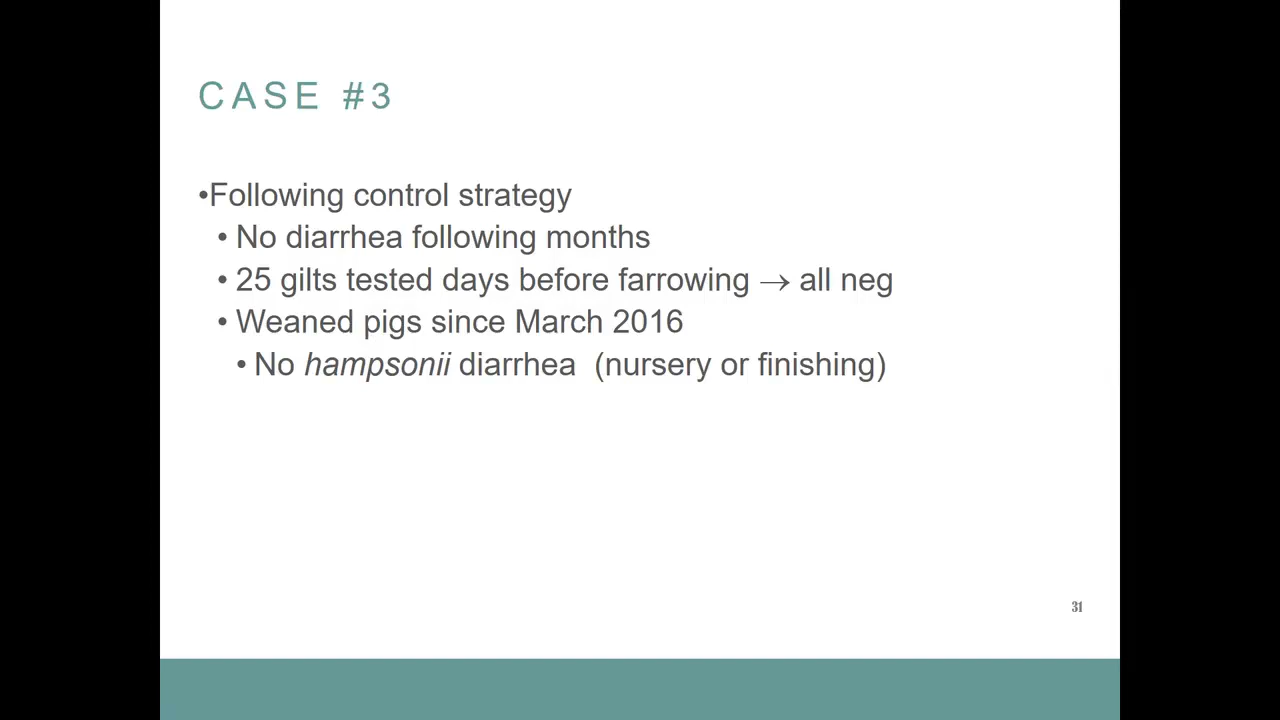 CASE #3
•Following control strategy
• No diarrhea following months
• 25 gilts tested days before farrowing → all neg
• Weaned pigs since March 2016
• No hampsonii diarrhea (nursery or finishing)
31